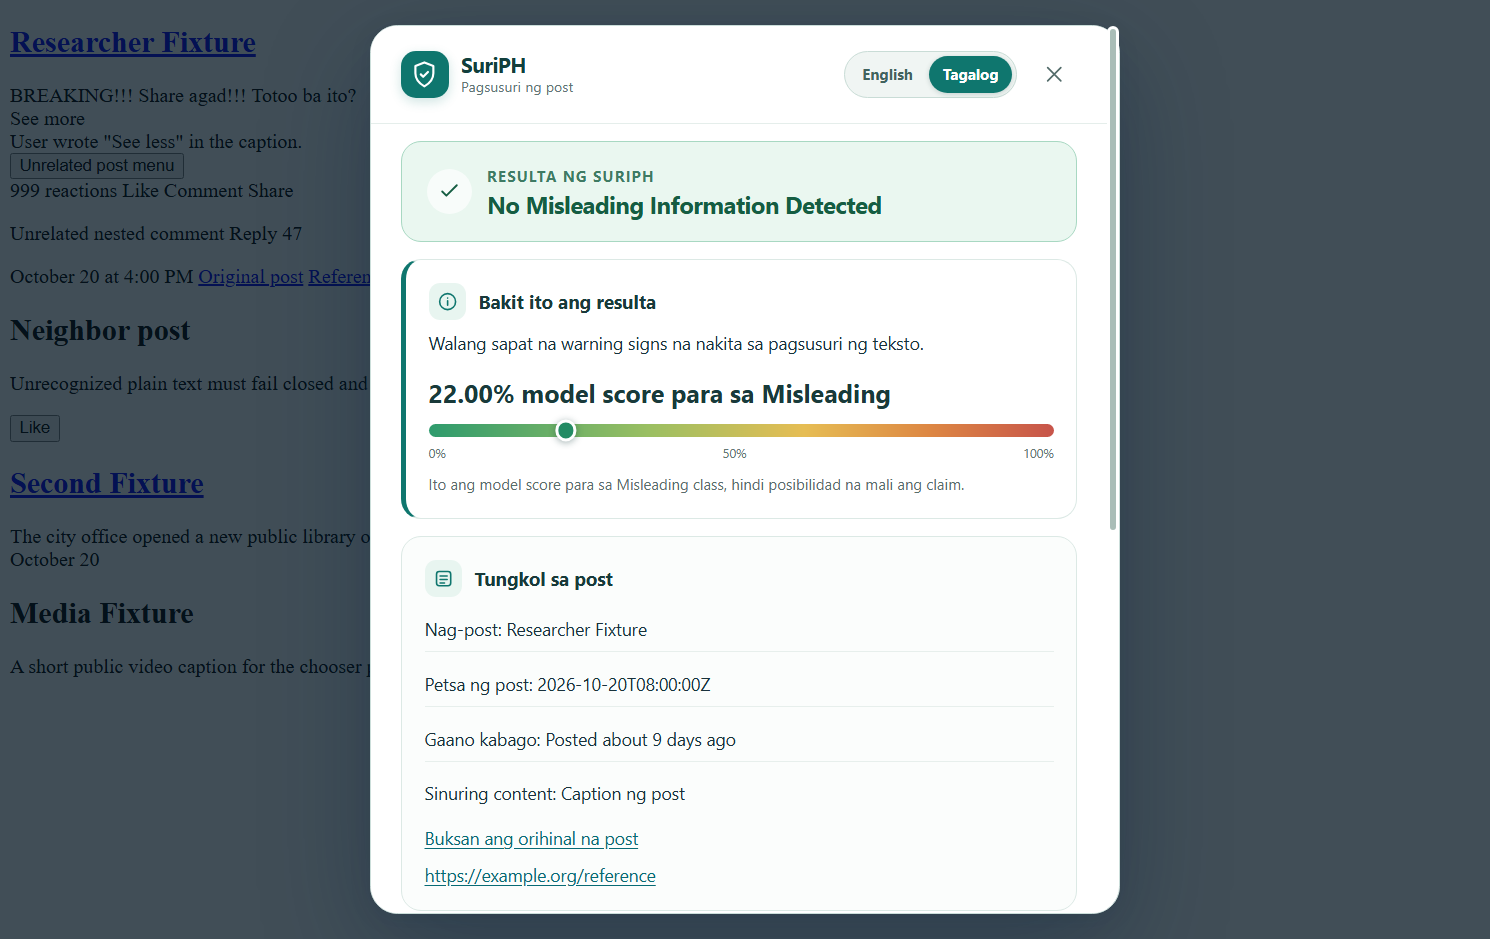 Researcher Fixture
BREAKING!!! Share agad!!! Totoo ba ito?
See more
User wrote "See less" in the caption.
Unrelated post menu
999 reactions Like Comment Share
Unrelated nested comment Reply 47
October 20 at 4:00 PM Original post Referen
Neighbor post
Unrecognized plain text must fail closed and
Like
Second Fixture
The city office opened a new public library o
October 20
Media Fixture
A short public video caption for the chooser p
SuriPH
Pagsusuri ng post
English Tagalog
RESULTA NG SURIPH
No Misleading Information Detected
Bakit ito ang resulta
Walang sapat na warning signs na nakita sa pagsusuri ng teksto.
22.00% model score para sa Misleading
0% 50% 100%
Ito ang model score para sa Misleading class, hindi posibilidad na mali ang claim.
Tungkol sa post
Nag-post: Researcher Fixture
Petsa ng post: 2026-10-20T08:00:00Z
Gaano kabago: Posted about 9 days ago
Sinuring content: Caption ng post
Buksan ang orihinal na post
https://example.org/reference